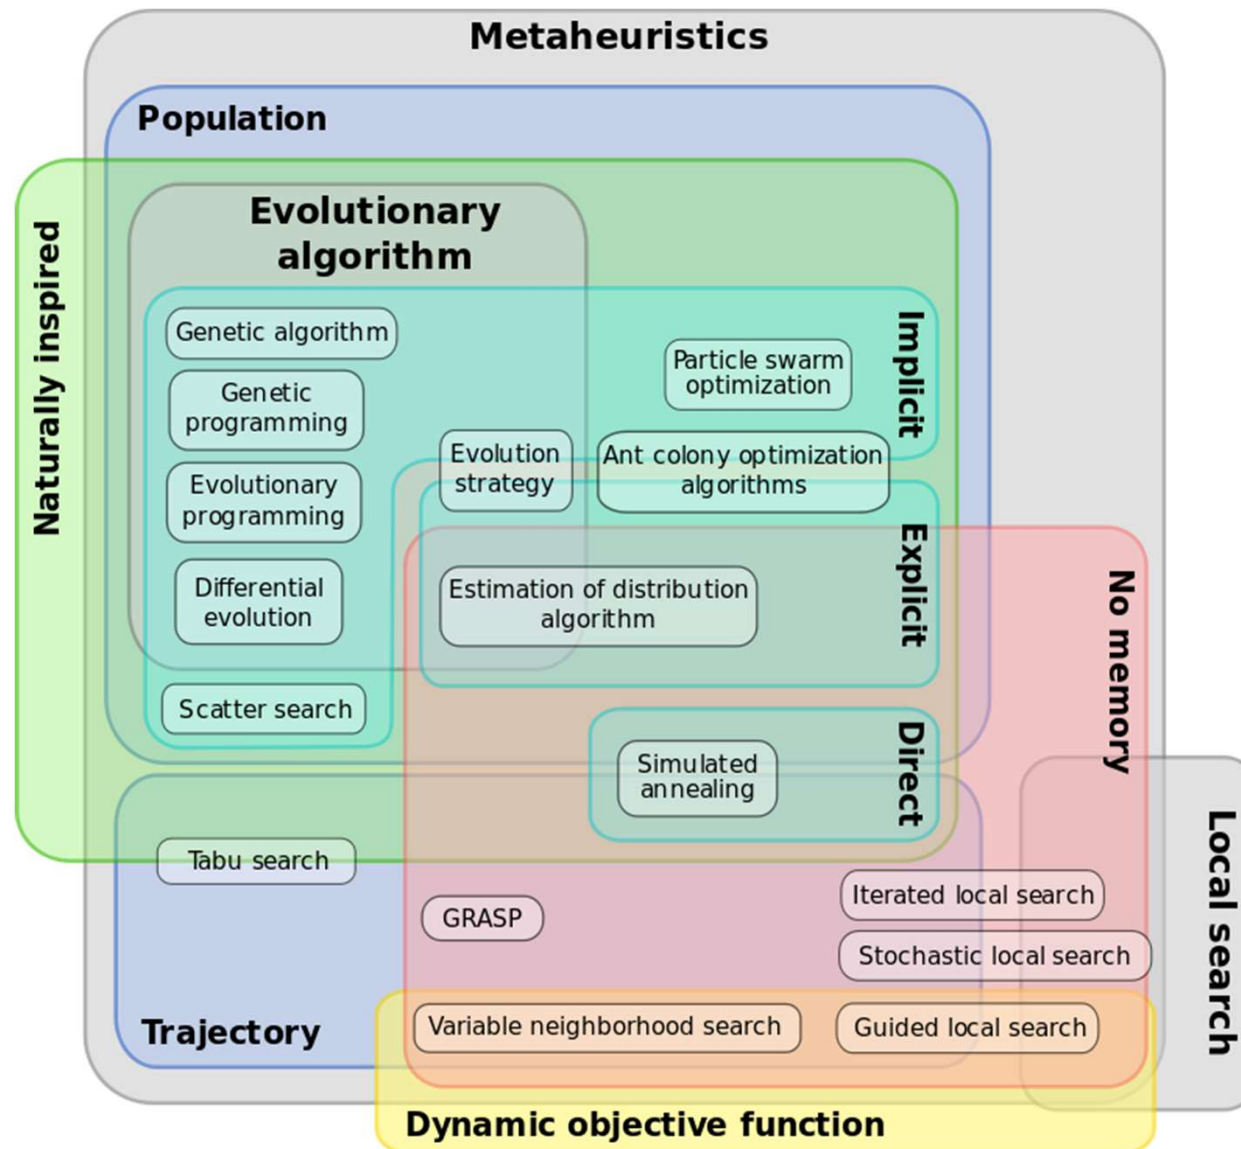 Metaheuristics
Population
Naturally inspired
Evolutionary
algorithm
Implicit
Genetic algorithm
Particle swarm
optimization
Genetic
programming
Evolution
strategy
Ant colony optimization
algorithms
Evolutionary
programming
Explicit
No memory
Differential
evolution
Estimation of distribution
algorithm
Scatter search
Direct
Simulated
annealing
Local search
Tabu search
GRASP
Iterated local search
Stochastic local search
Trajectory
Variable neighborhood search
Guided local search
Dynamic objective function